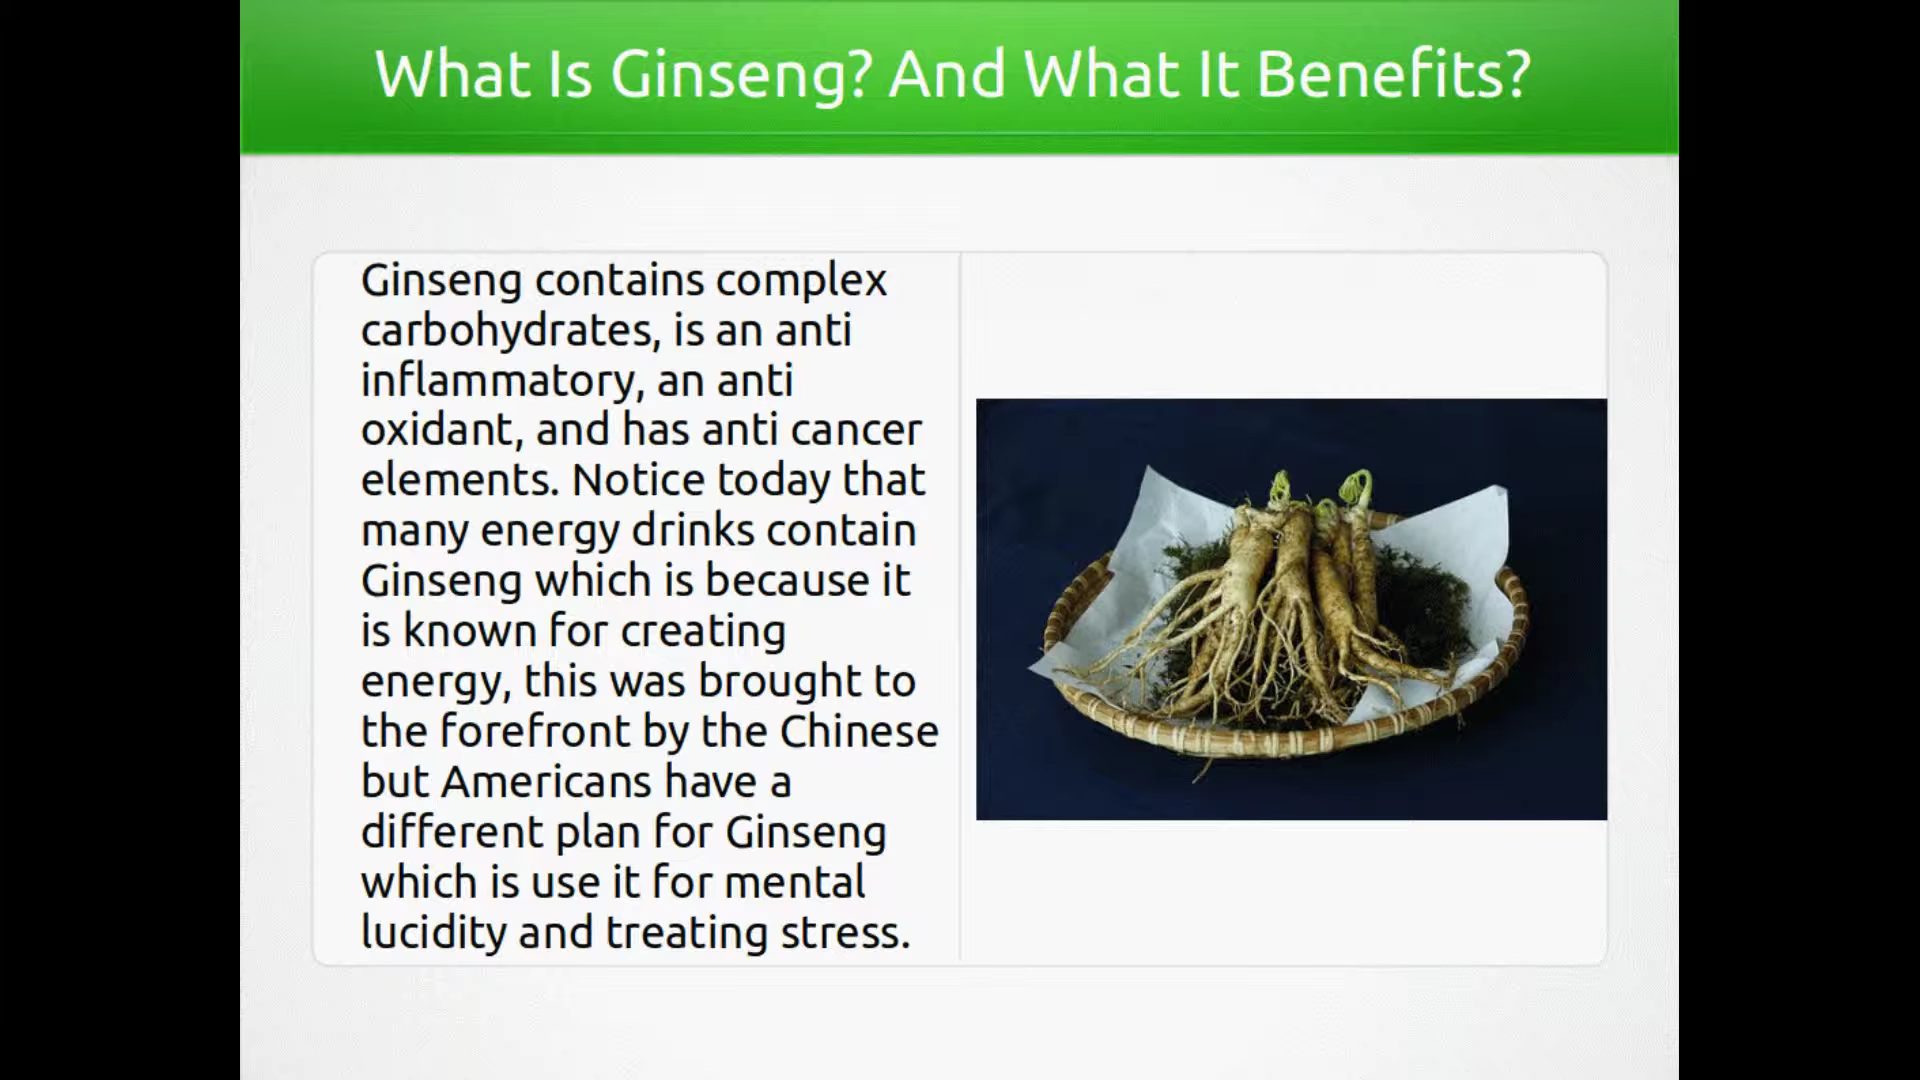 What Is Ginseng? And What It Benefits?
Ginseng contains complex
carbohydrates, is an anti
inflammatory, an anti
oxidant, and has anti cancer
elements. Notice today that
many energy drinks contain
Ginseng which is because it
is known for creating
energy, this was brought to
the forefront by the Chinese
but Americans have a
different plan for Ginseng
which is use it for mental
lucidity and treating stress.